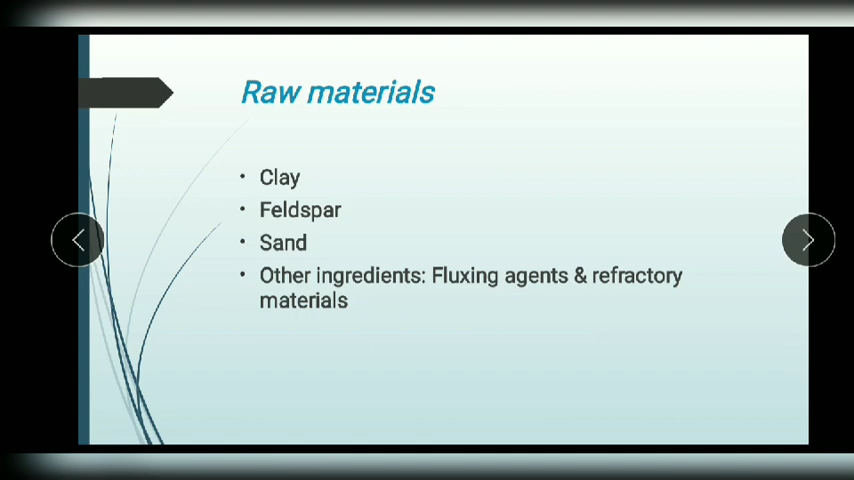 Raw materials
• Clay
• Feldspar
• Sand
• Other ingredients: Fluxing agents & refractory
materials